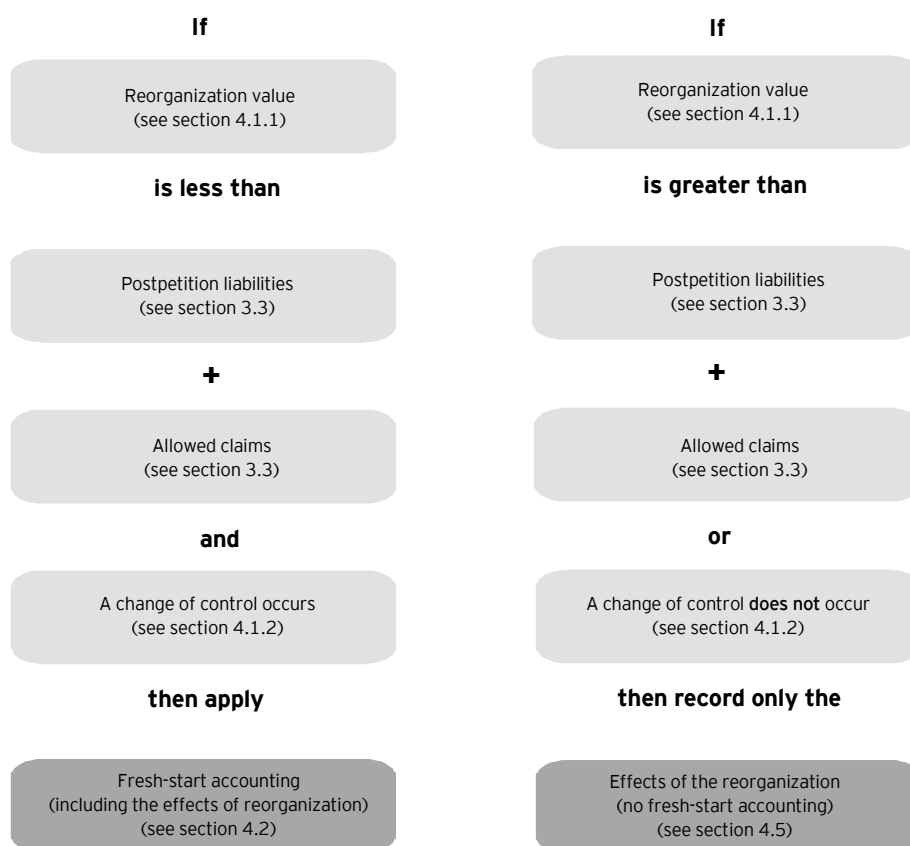 If
Reorganization value
(see section 4.1.1)
is less than
Postpetition liabilities
(see section 3.3)
+
Allowed claims
(see section 3.3)
and
A change of control occurs
(see section 4.1.2)
then apply
Fresh-start accounting
(including the effects of reorganization)
(see section 4.2)
If
Reorganization value
(see section 4.1.1)
is greater than
Postpetition liabilities
(see section 3.3)
+
Allowed claims
(see section 3.3)
or
A change of control does not occur
(see section 4.1.2)
then record only the
Effects of the reorganization
(no fresh-start accounting)
(see section 4.5)